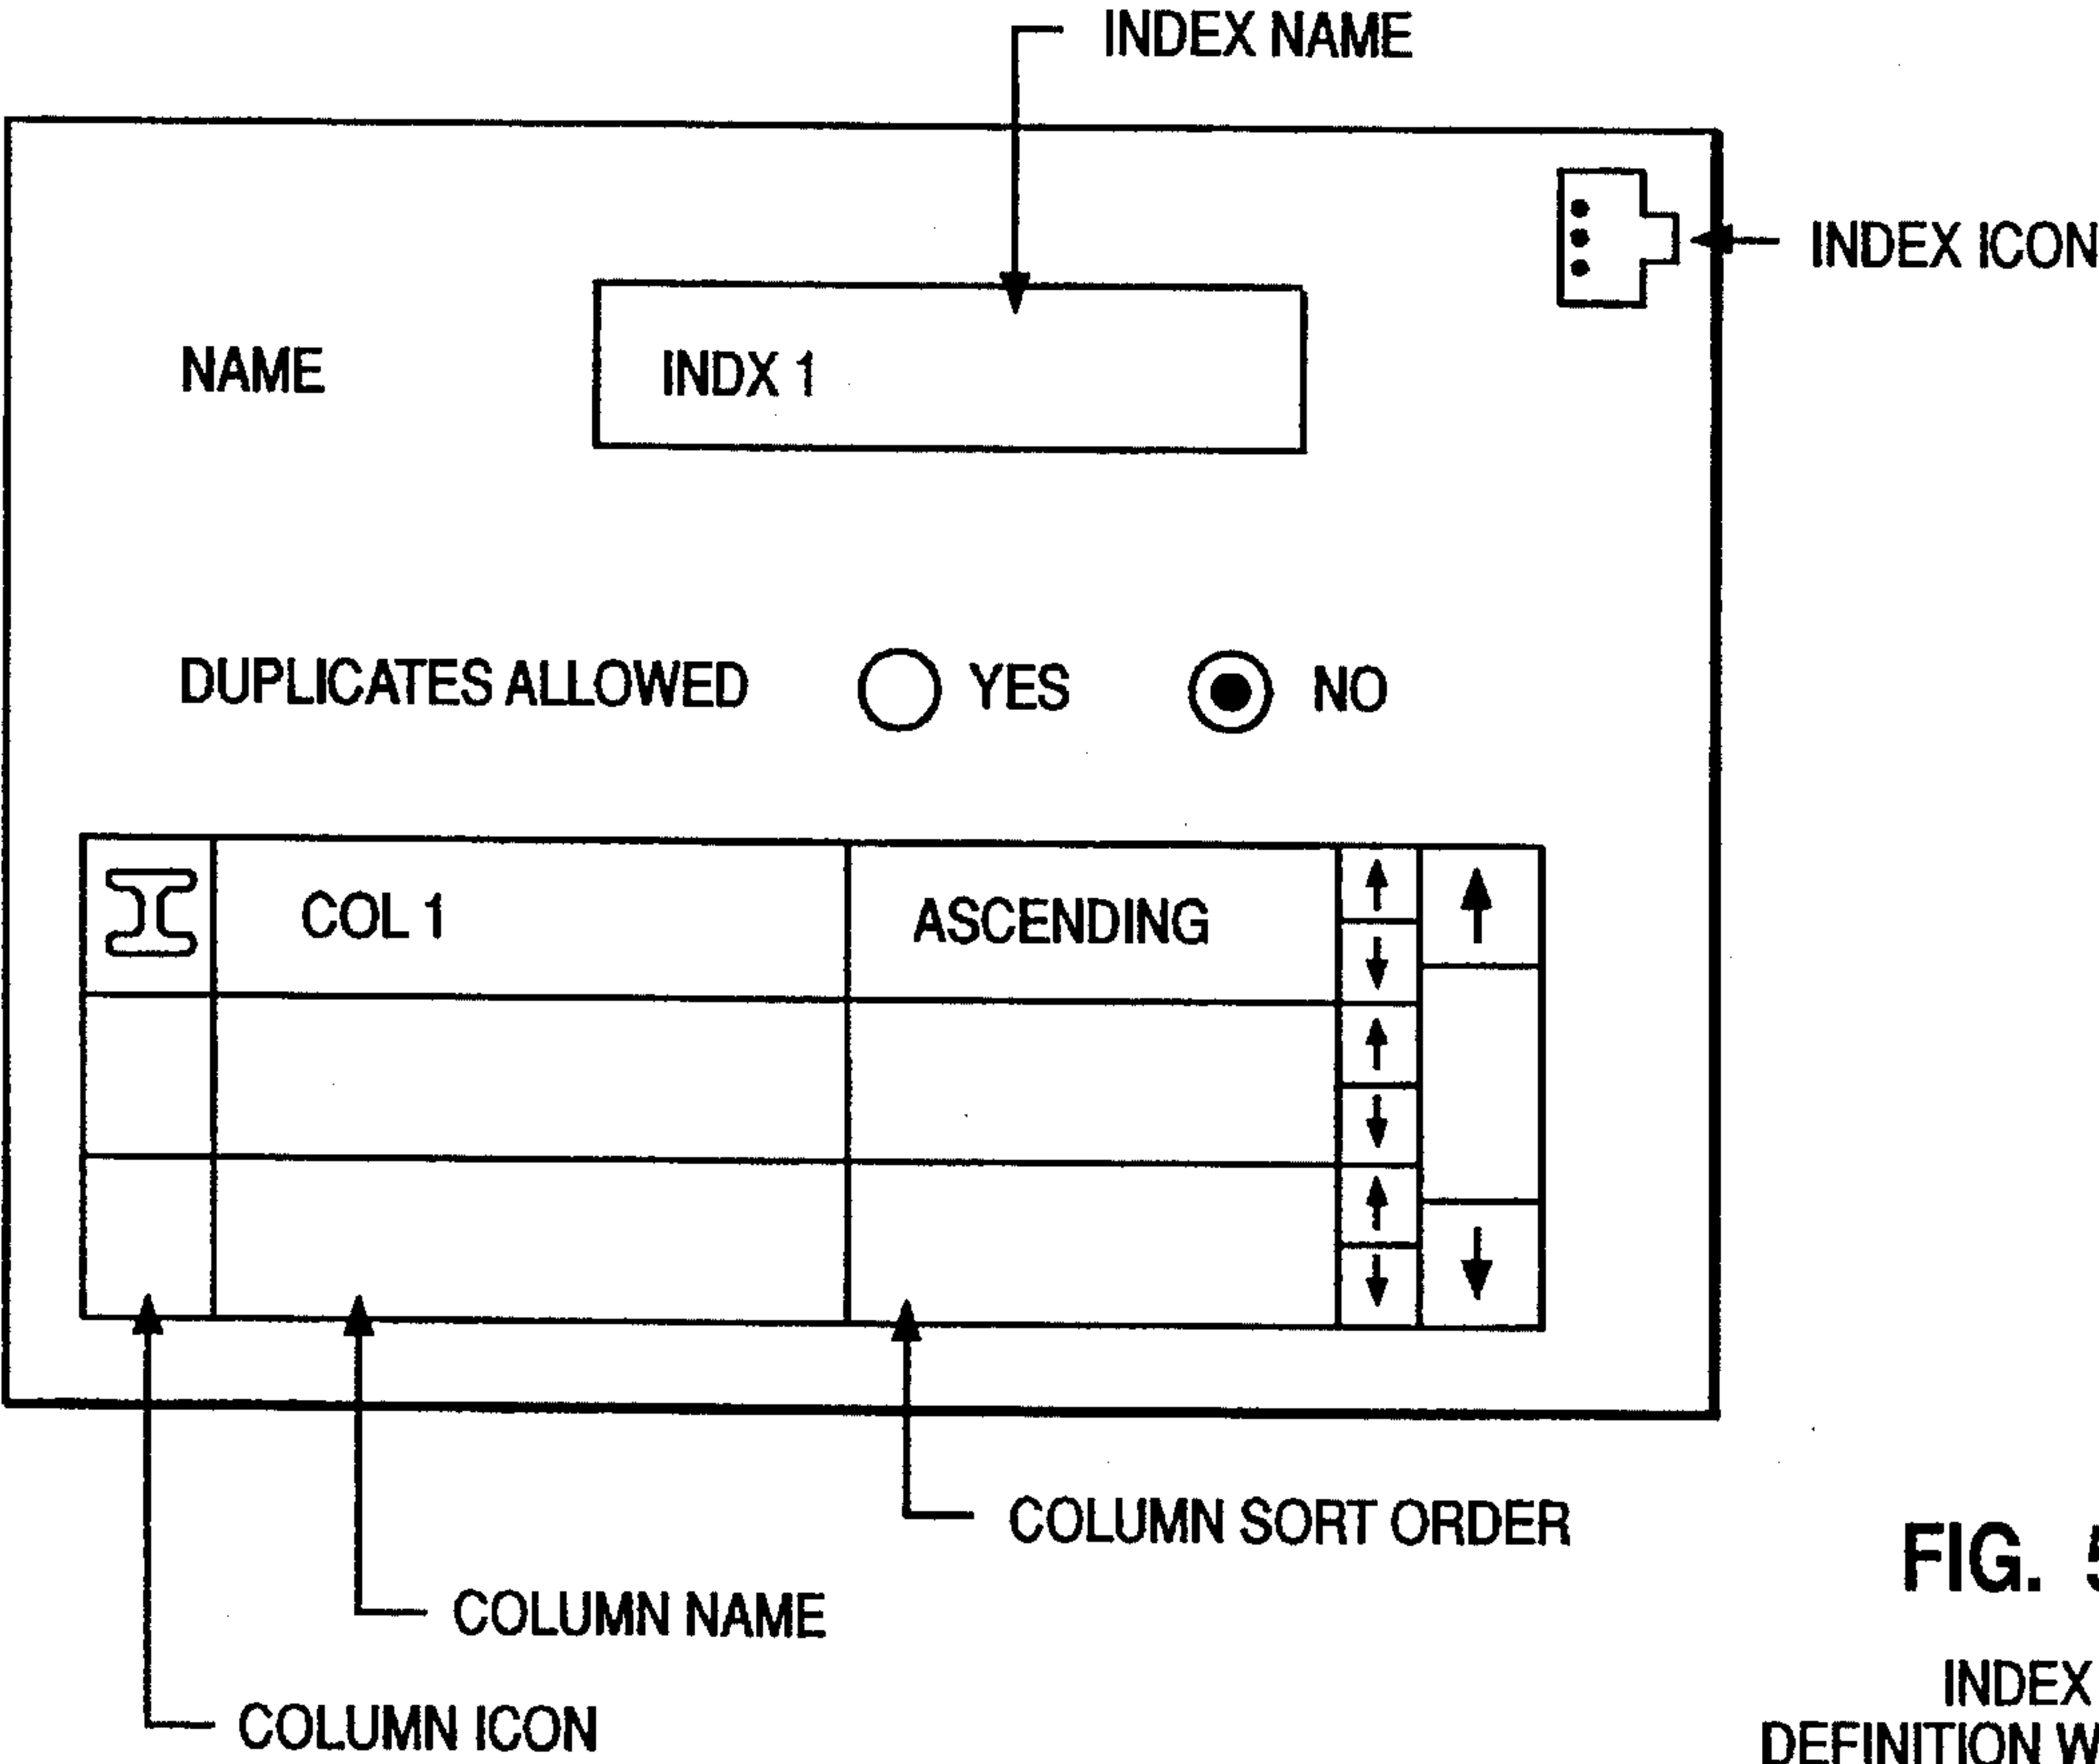 INDEX NAME
INDEX ICON
NAME
INDX 1
DUPLICATES ALLOWED YES NO
COL 1 ASCENDING
COLUMN SORT ORDER
COLUMN NAME
COLUMN ICON
FIG.
INDEX
DEFINITION